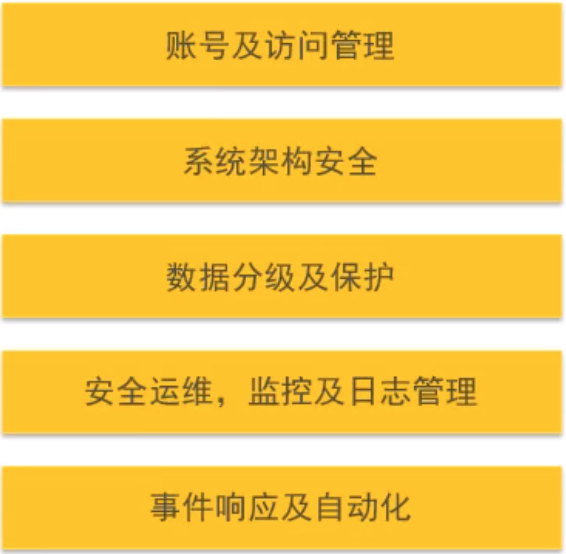 账号及访问管理
系统架构安全
数据分级及保护
安全运维，监控及日志管理
事件响应及自动化